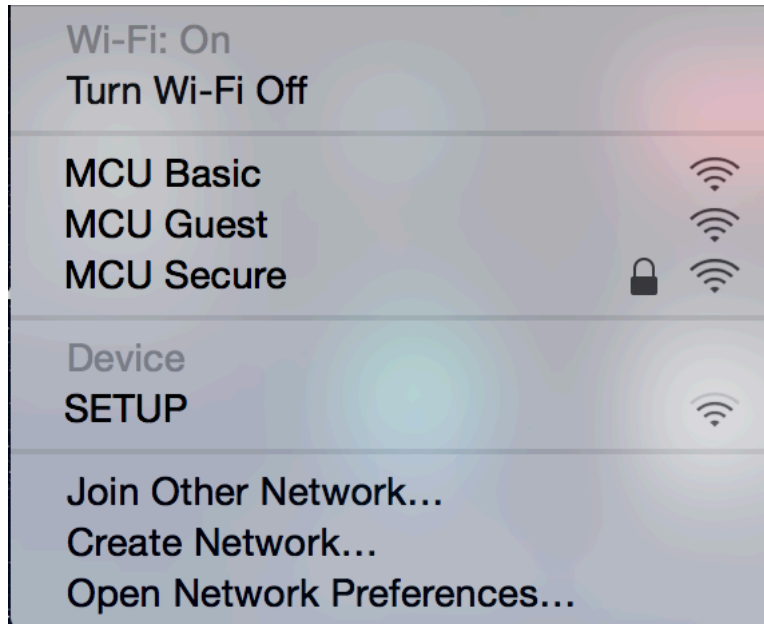 Wi-Fi: On
Turn Wi-Fi Off
MCU Basic
MCU Guest
MCU Secure
Device
SETUP
Join Other Network...
Create Network...
Open Network Preferences...